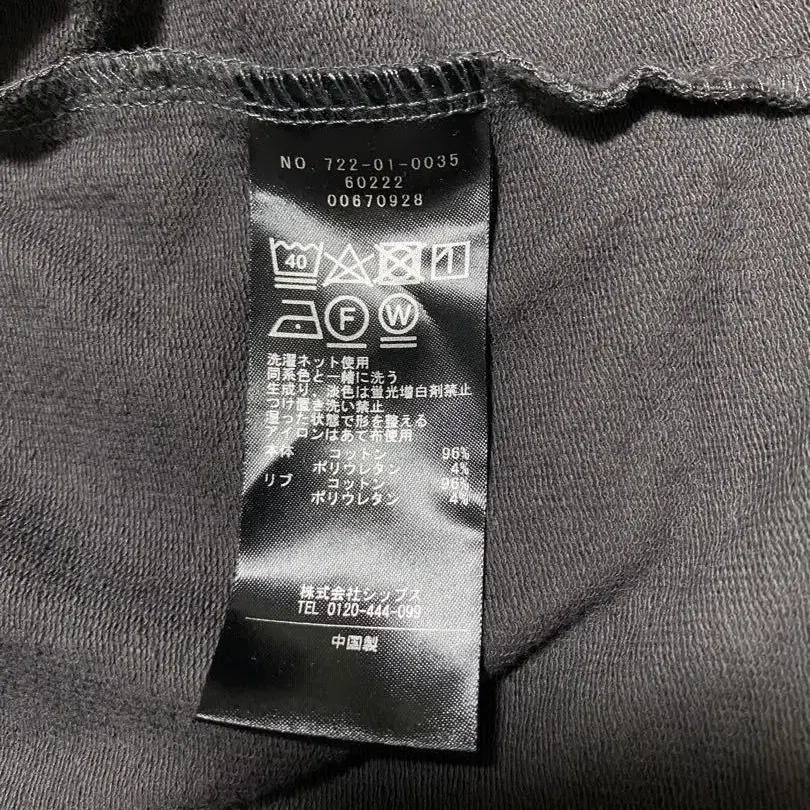 NO. 722-01-0035
60222
00670928
40
F W
洗濯ネット使用
同系色と一緒に洗う
生成り、淡色は蛍光増白剤禁止
つけ置き洗い禁止
湿った状態で形を整える
アイロンはあて布使用
本体 コットン 96%
ポリウレタン 4%
リブ コットン 96%
ポリウレタン 4%
株式会社シップス
TEL 0120-444-099
中国製